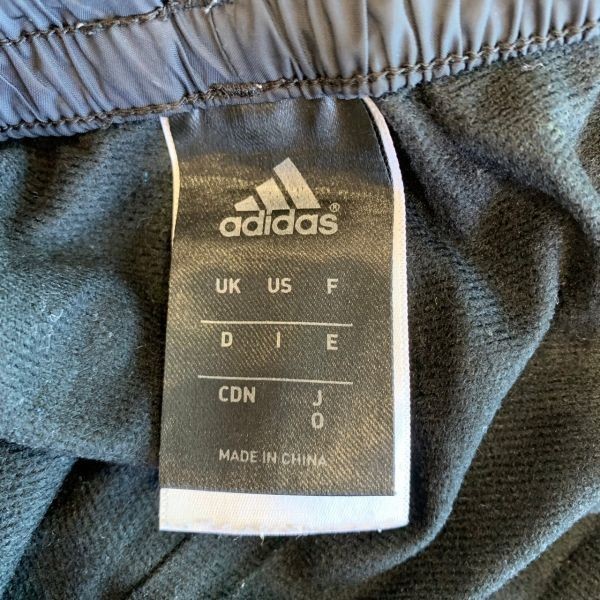 adidas®
UK US F
D I E
CDN J
O
MADE IN CHINA